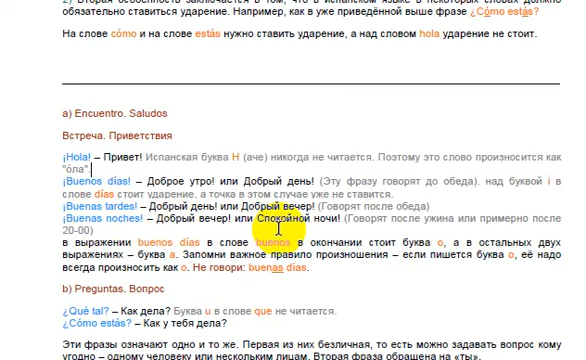 2) Вторая особенность заключается в том, что в испанском языке в некоторых словах должно
обязательно ставиться ударение. Например, как в уже приведённой выше фразе ¿Cómo estás?
На слове cómo и на слове estás нужно ставить ударение, а над словом hola ударение не стоит.
a) Encuentro. Saludos
Встреча. Приветствия
¡Hola! – Привет! Испанская буква H (аче) никогда не читается. Поэтому это слово произносится как
"óла".
¡Buenos días! – Доброе утро! или Добрый день! (Эту фразу говорят до обеда). над буквой i в
слове días стоит ударение, а точка в этом случае уже не ставится.
¡Buenas tardes! – Добрый день! или Добрый вечер! (Говорят после обеда)
¡Buenas noches! – Добрый вечер! или Спокойной ночи! (Говорят после ужина или примерно после
20-00)
в выражении buenos días в слове buenos в окончании стоит буква o, а в остальных двух
выражениях – буква a. Запомни важное правило произношения – если пишется буква o, её надо
всегда произносить как o. Не говори: buenas días.
b) Preguntas. Вопрос
¿Qué tal? – Как дела? Буква u в слове que не читается.
¿Cómo estás? – Как у тебя дела?
Эти фразы означают одно и то же. Первая из них безличная, то есть можно задавать вопрос кому
угодно – одному человеку или нескольким лицам. Вторая фраза обращена на «ты».